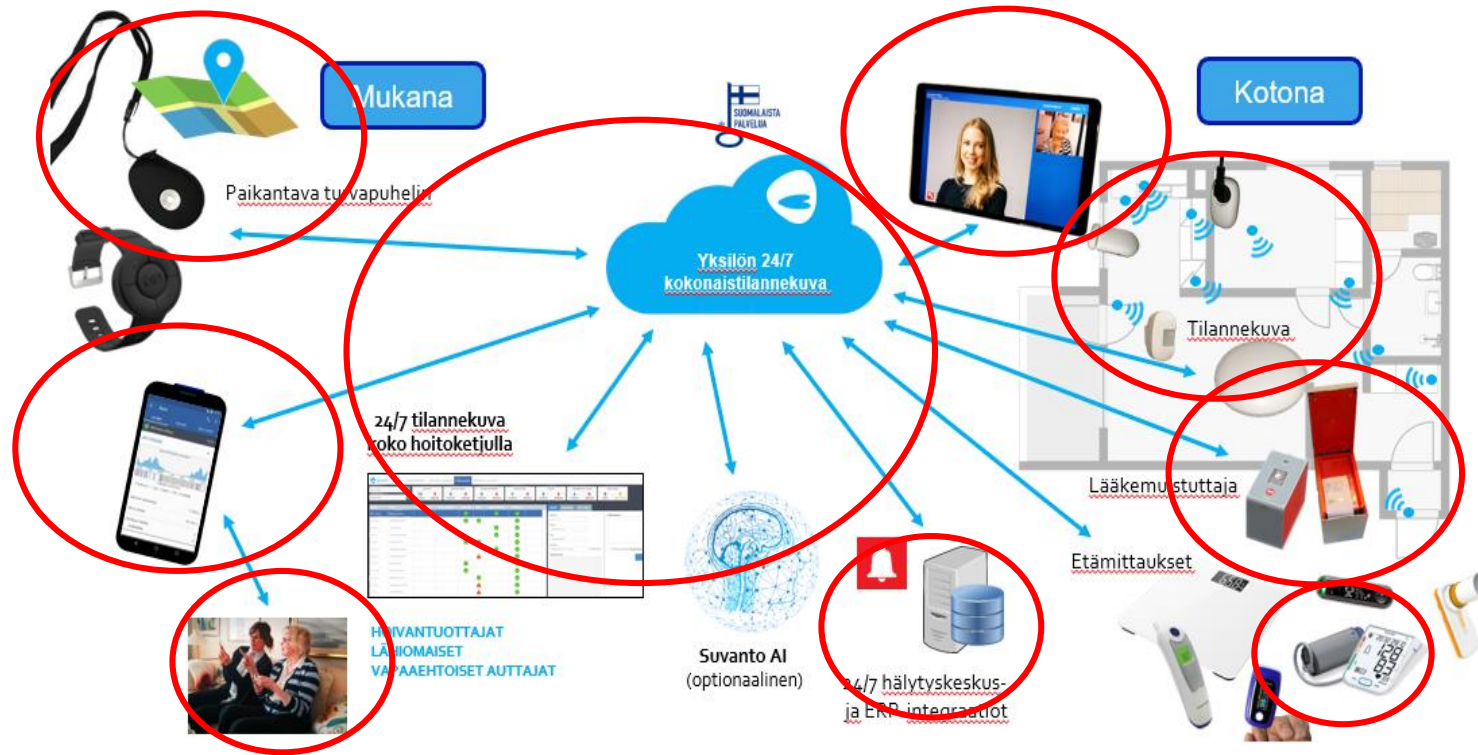 Mukana
SUOMALAISTA
PALVELUA
Kotona
Paikantava turvapuhelin
Yksilön 24/7
kokonaistilannekuva
Tilannekuva
24/7 tilannekuva
koko hoitoketjulla
Lääkemuistuttaja
Etämittaukset
HOIVANTUOTTAJAT
LÄHIOMAISET
VAPAAEHTOISET AUTTAJAT
Suvanto AI
(optionaalinen)
24/7 hälytyskeskus-
ja ERP-integraatiot